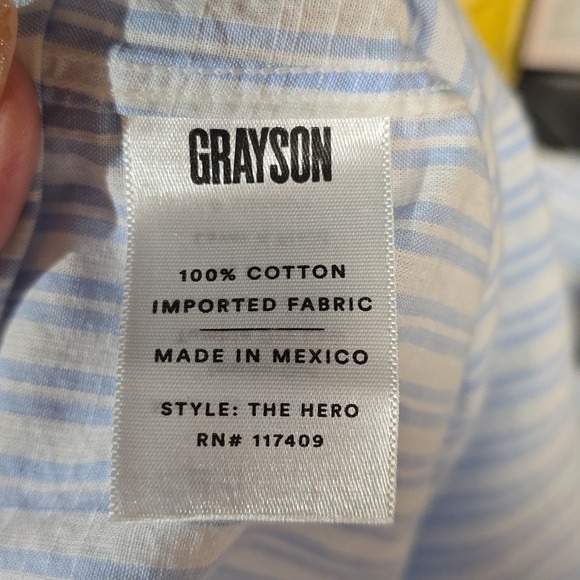 GRAYSON
100% COTTON
IMPORTED FABRIC
MADE IN MEXICO
STYLE: THE HERO
RN# 117409